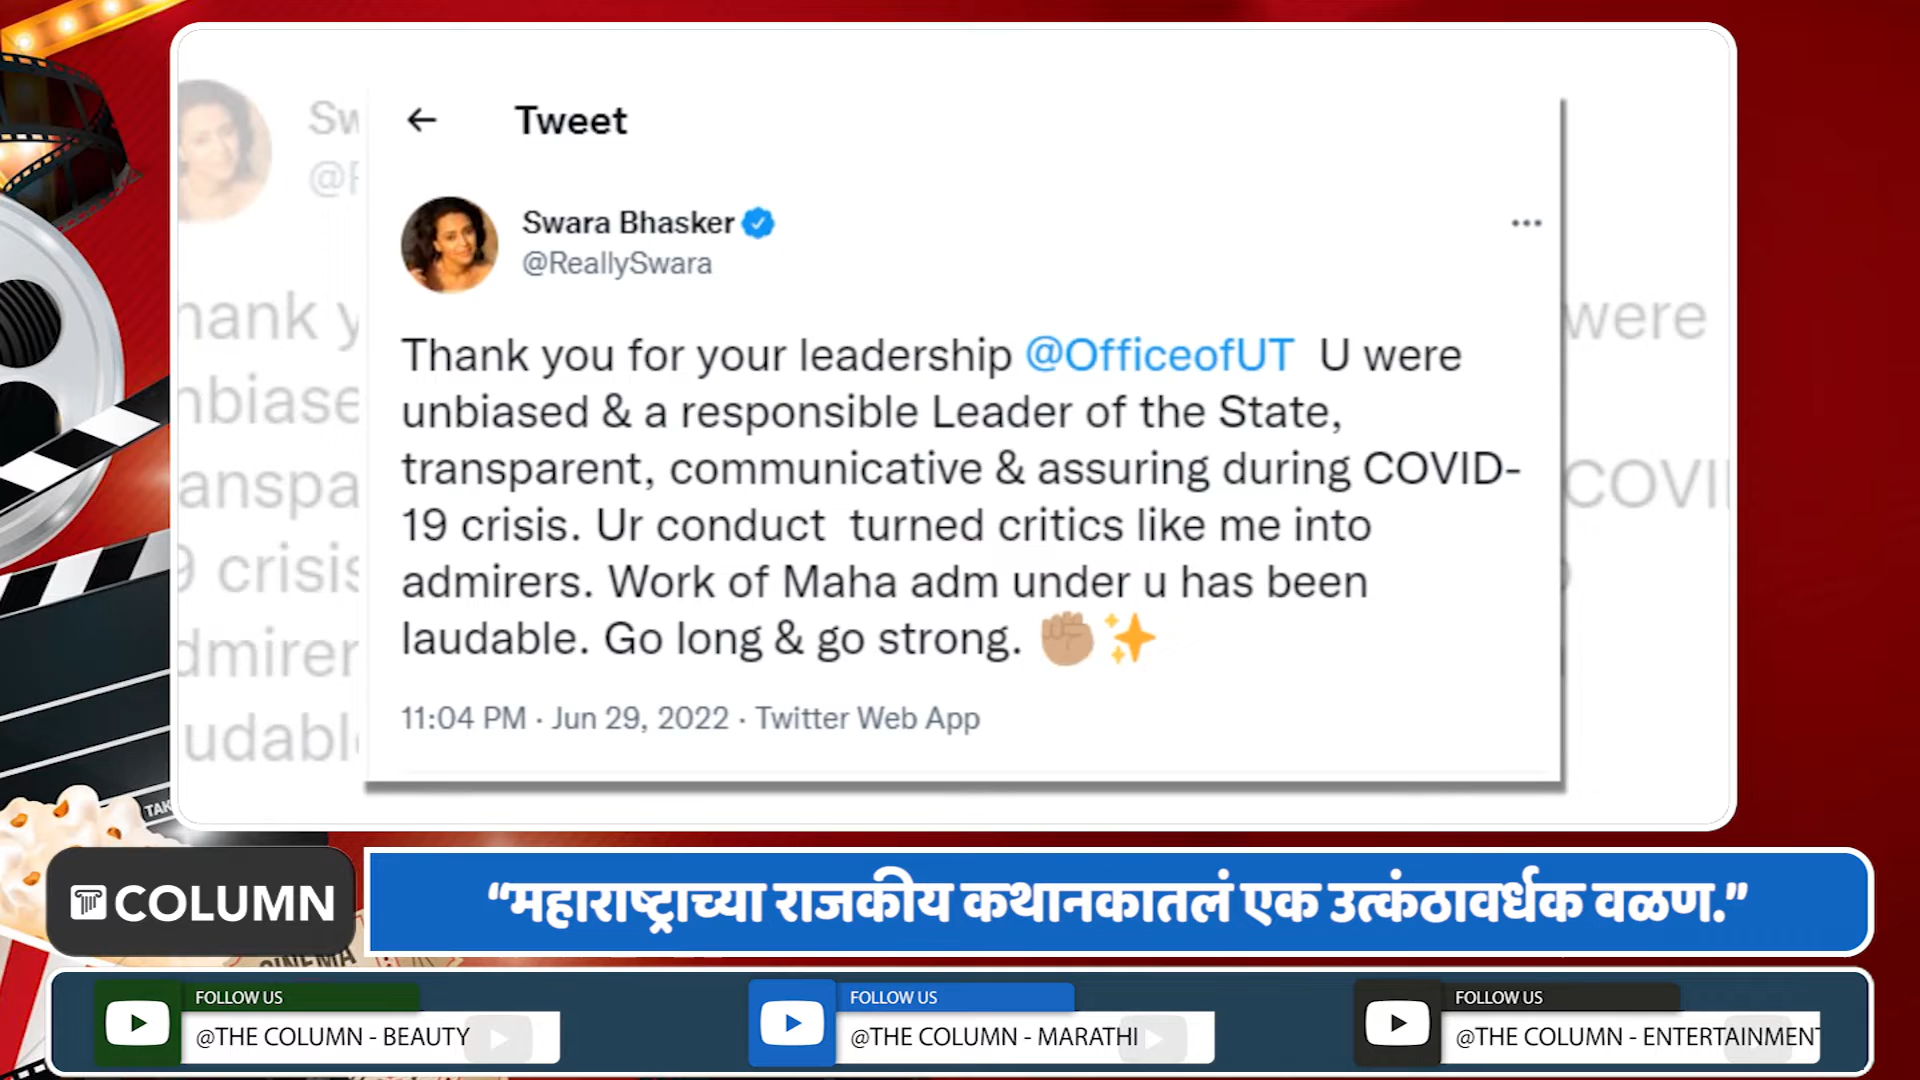 Tweet
Swara Bhasker
@ReallySwara
Thank you for your leadership @OfficeofUT U were
unbiased & a responsible Leader of the State,
transparent, communicative & assuring during COVID-
19 crisis. Ur conduct turned critics like me into
admirers. Work of Maha adm under u has been
laudable. Go long & go strong. ✊🏽✨
11:04 PM · Jun 29, 2022 · Twitter Web App
COLUMN
“महाराष्ट्राच्या राजकीय कथानकातलं एक उत्कंठावर्धक वळण.”
CINEMA
FOLLOW US
@THE COLUMN - BEAUTY
FOLLOW US
@THE COLUMN - MARATHI
FOLLOW US
@THE COLUMN - ENTERTAINMENT